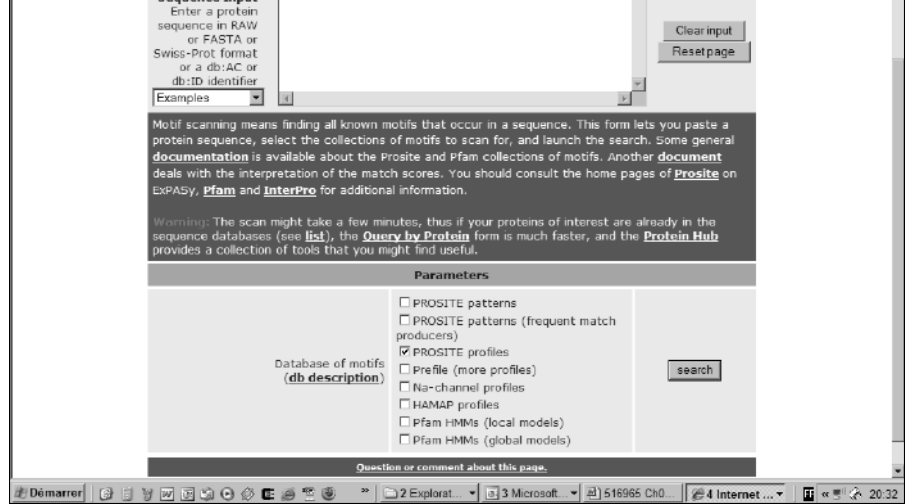 Sequence Input
Enter a protein
sequence in RAW
or FASTA or
Swiss-Prot format
or a db:AC or
db:ID identifier
Examples
Clear input
Reset page
Motif scanning means finding all known motifs that occur in a sequence. This form lets you paste a
protein sequence, select the collections of motifs to scan for, and launch the search. Some general
documentation is available about the Prosite and Pfam collections of motifs. Another document
deals with the interpretation of the match scores. You should consult the home pages of Prosite on
ExPASy, Pfam and InterPro for additional information.
Warning: The scan might take a few minutes, thus if your proteins of interest are already in the
sequence databases (see list), the Query by Protein form is much faster, and the Protein Hub
provides a collection of tools that you might find useful.
Parameters
Database of motifs
(db description)
PROSITE patterns
PROSITE patterns (frequent match
producers)
PROSITE profiles
Prefile (more profiles)
Na-channel profiles
HAMAP profiles
Pfam HMMs (local models)
Pfam HMMs (global models)
search
Question or comment about this page.
Démarrer » 2 Explorat... 3 Microsoft... 516965 Ch0... 4 Internet ... « 20:32